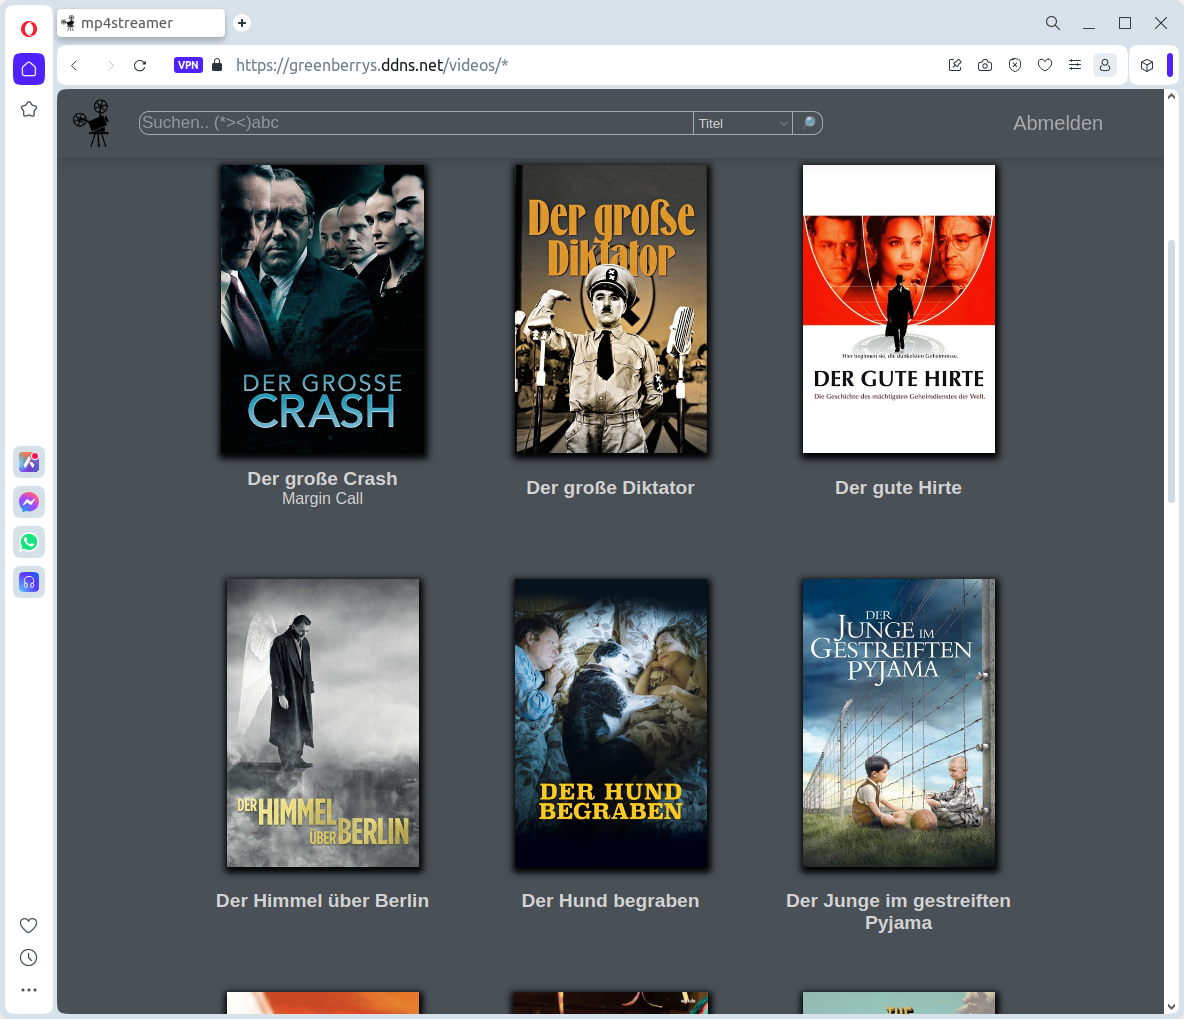 mp4streamer
VPN
https://greenberrys.ddns.net/videos/*
Suchen.. (*><)abc
Titel
Abmelden
DER GROSSE
CRASH
Der große
Diktator
Hier beginnen sie, die dunkelsten Geheimnisse.
DER GUTE HIRTE
Die Geschichte des mächtigsten Geheimdienstes der Welt.
Der große Crash
Margin Call
Der große Diktator
Der gute Hirte
DER HIMMEL
ÜBER BERLIN
DER HUND
BEGRABEN
DER
JUNGE IM
GESTREIFTEN
PYJAMA
Der Himmel über Berlin
Der Hund begraben
Der Junge im gestreiften
Pyjama
THE